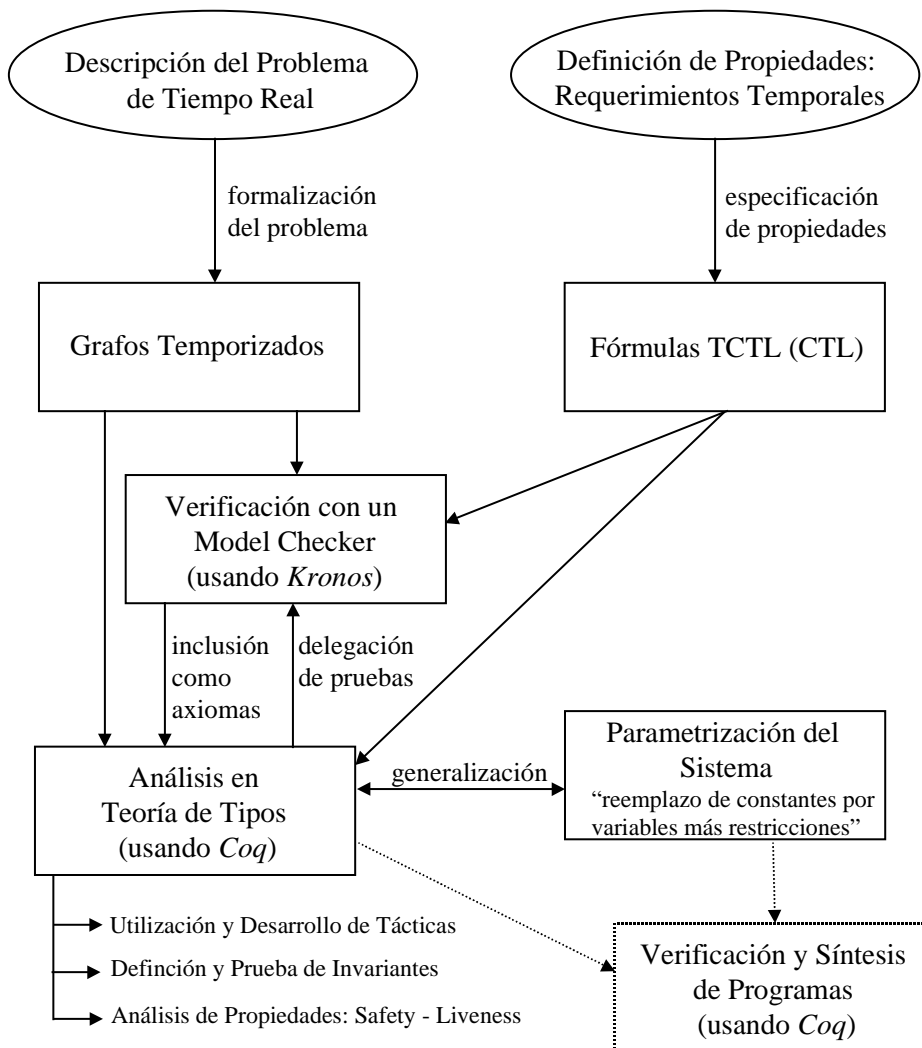 Descripción del Problema
de Tiempo Real
Definición de Propiedades:
Requerimientos Temporales
formalización
del problema
especificación
de propiedades
Grafos Temporizados
Fórmulas TCTL (CTL)
Verificación con un
Model Checker
(usando Kronos)
inclusión
como
axiomas
delegación
de pruebas
Análisis en
Teoría de Tipos
(usando Coq)
generalización
Parametrización del
Sistema
“reemplazo de constantes por
variables más restricciones”
Utilización y Desarrollo de Tácticas
Definción y Prueba de Invariantes
Análisis de Propiedades: Safety - Liveness
Verificación y Síntesis
de Programas
(usando Coq)